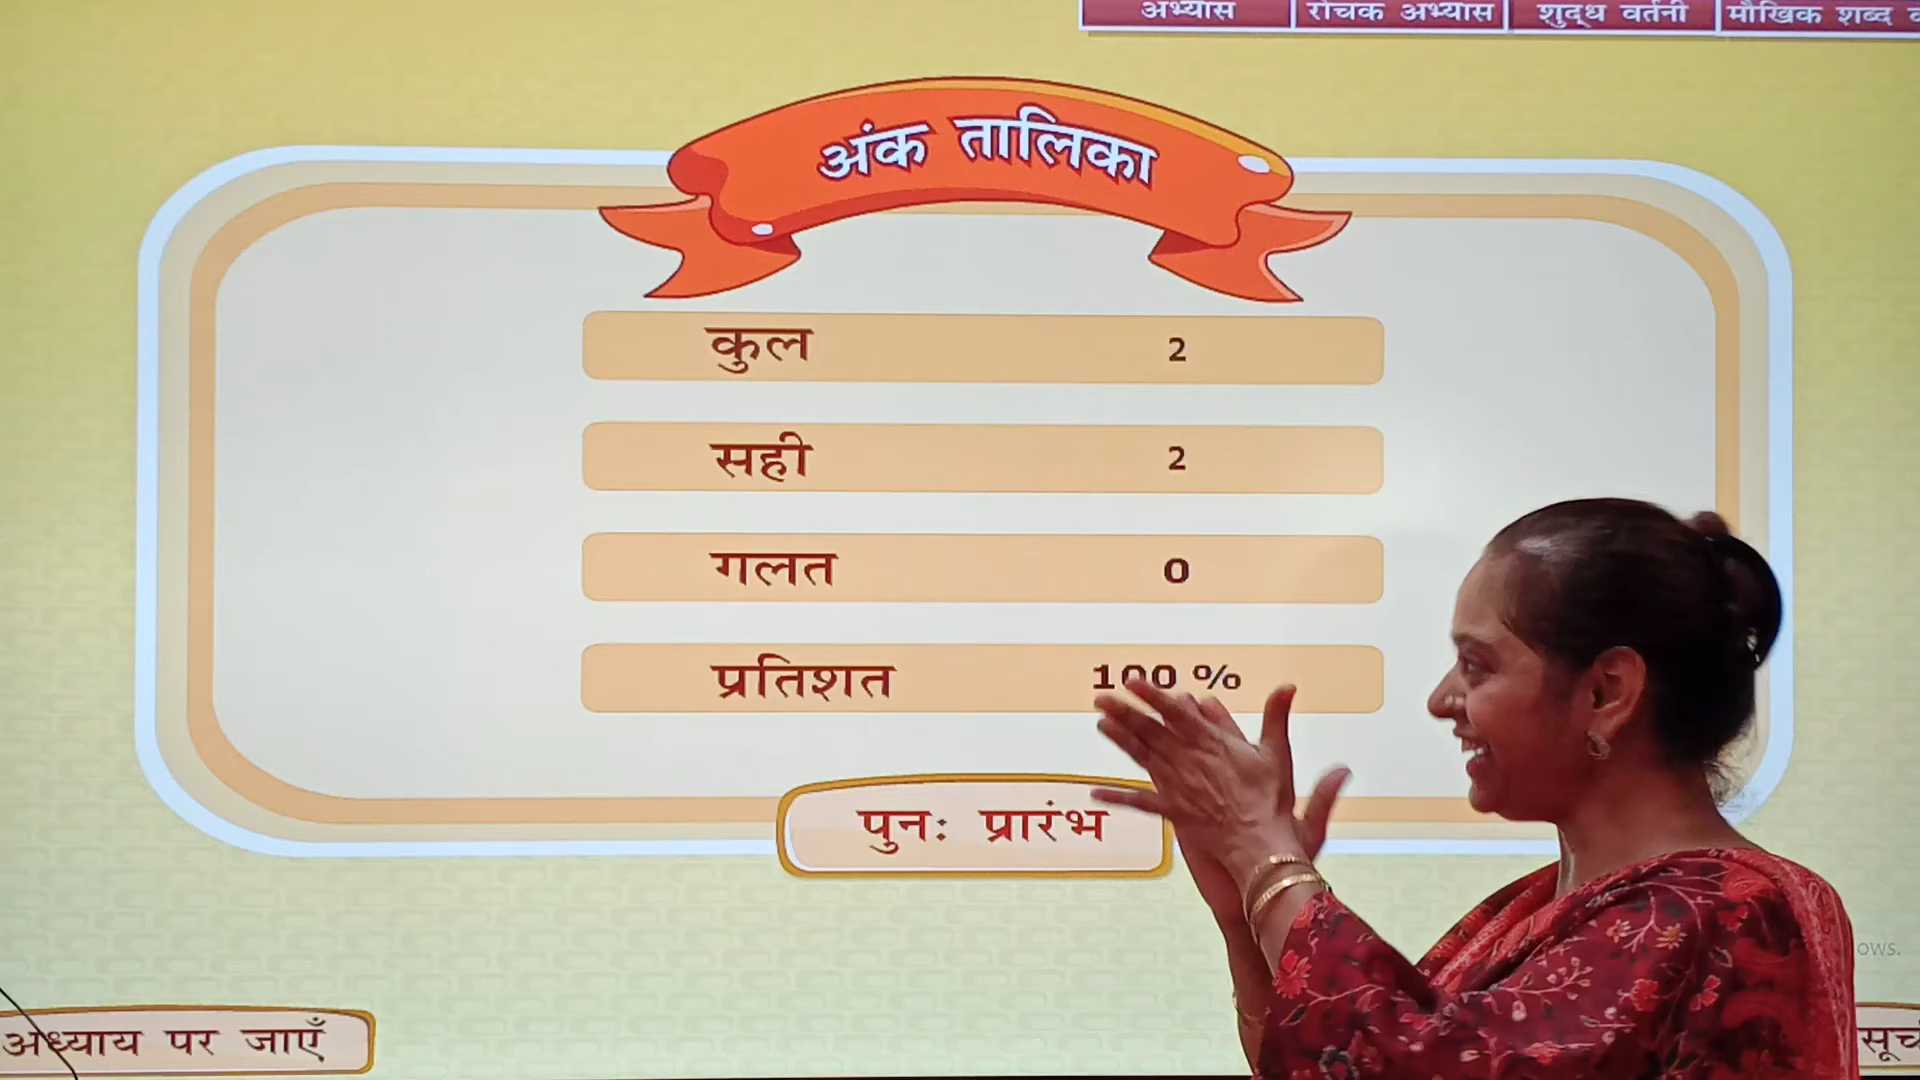 अभ्यास
रोचक अभ्यास
शुद्ध वर्तनी
मौखिक शब्द
अंक तालिका
कुल 2
सही 2
गलत 0
प्रतिशत 100 %
पुनः प्रारंभ
अध्याय पर जाएँ